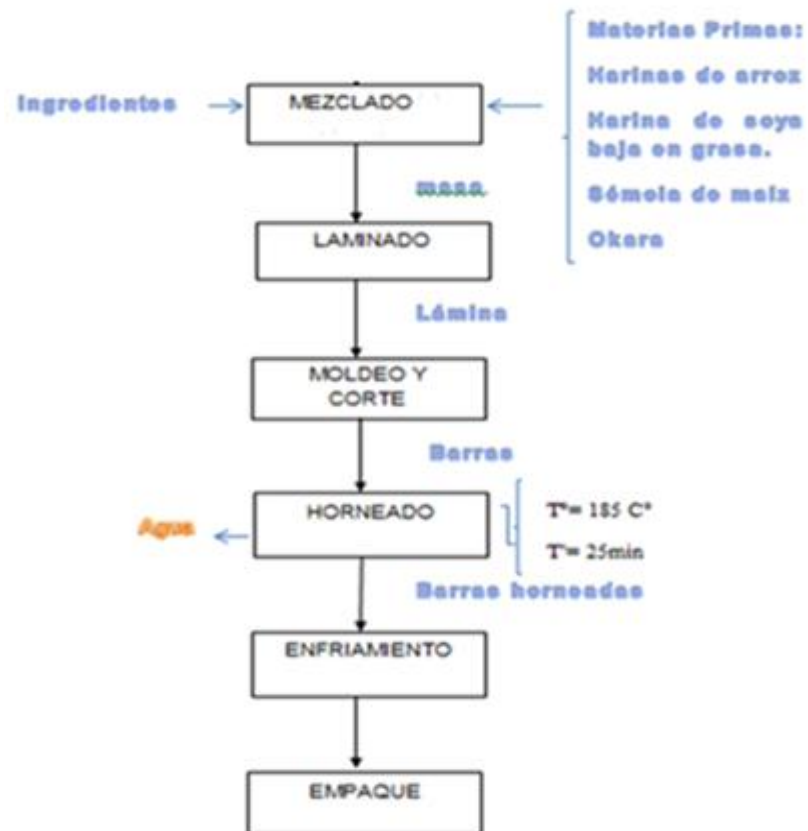 Materias Primas:
Harinas de arroz
Ingredientes
MEZCLADO
Harina de soya
baja en grasa.
masa
Sémola de maíz
LAMINADO
Okara
Lámina
MOLDEO Y
CORTE
Barras
HORNEADO
T°= 185 C°
Agua
T= 25min
Barras horneadas
ENFRIAMIENTO
EMPAQUE